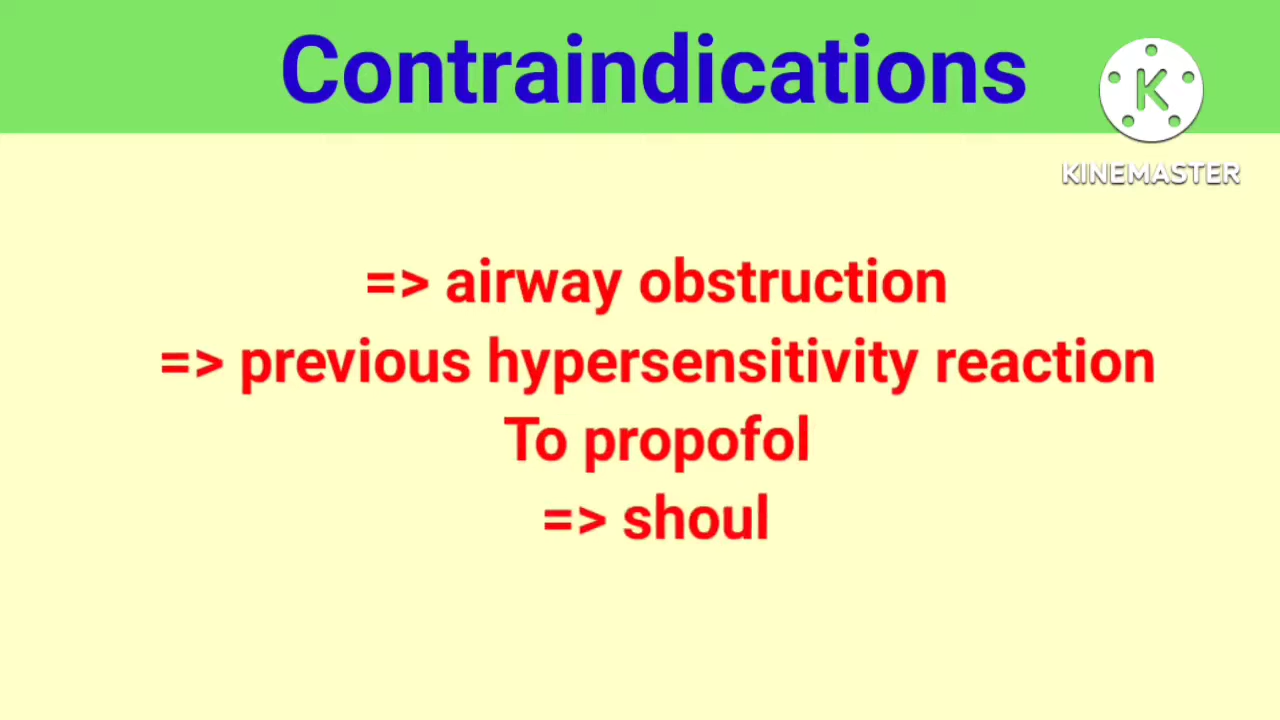 Contraindications
K
KINEMASTER
=> airway obstruction
=> previous hypersensitivity reaction
To propofol
=> shoul